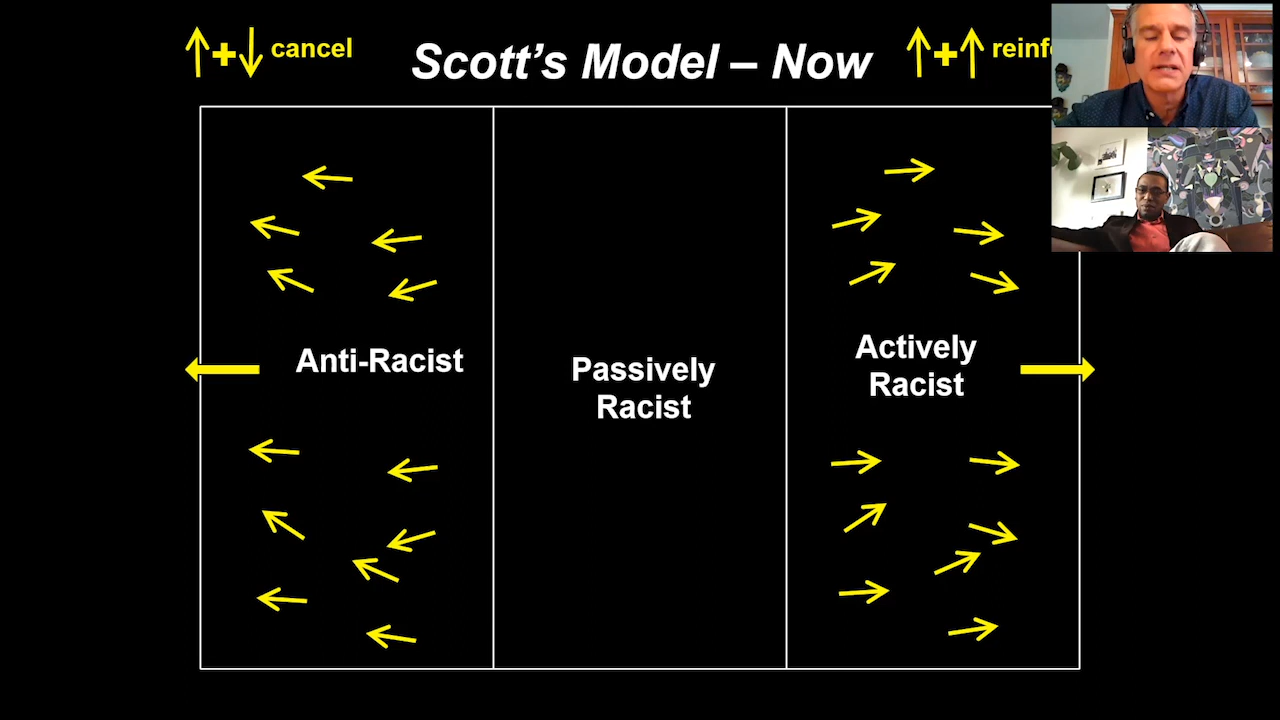 cancel
Scott's Model – Now
Anti-Racist
Passively
Racist
Actively
Racist